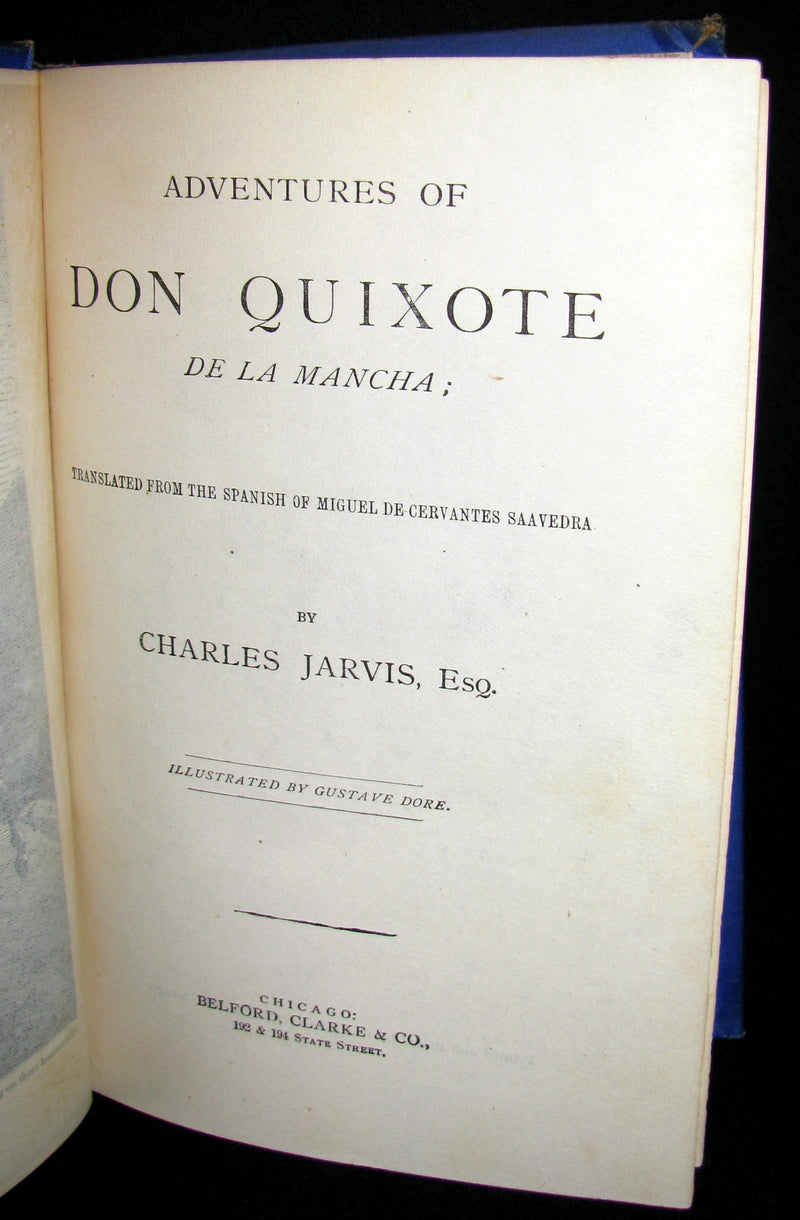 ADVENTURES OF
DON QUIXOTE
DE LA MANCHA;
TRANSLATED FROM THE SPANISH OF MIGUEL DE CERVANTES SAAVEDRA
BY
CHARLES JARVIS, ESQ.
ILLUSTRATED BY GUSTAVE DORE.
CHICAGO:
BELFORD, CLARKE & CO.,
192 & 194 STATE STREET.